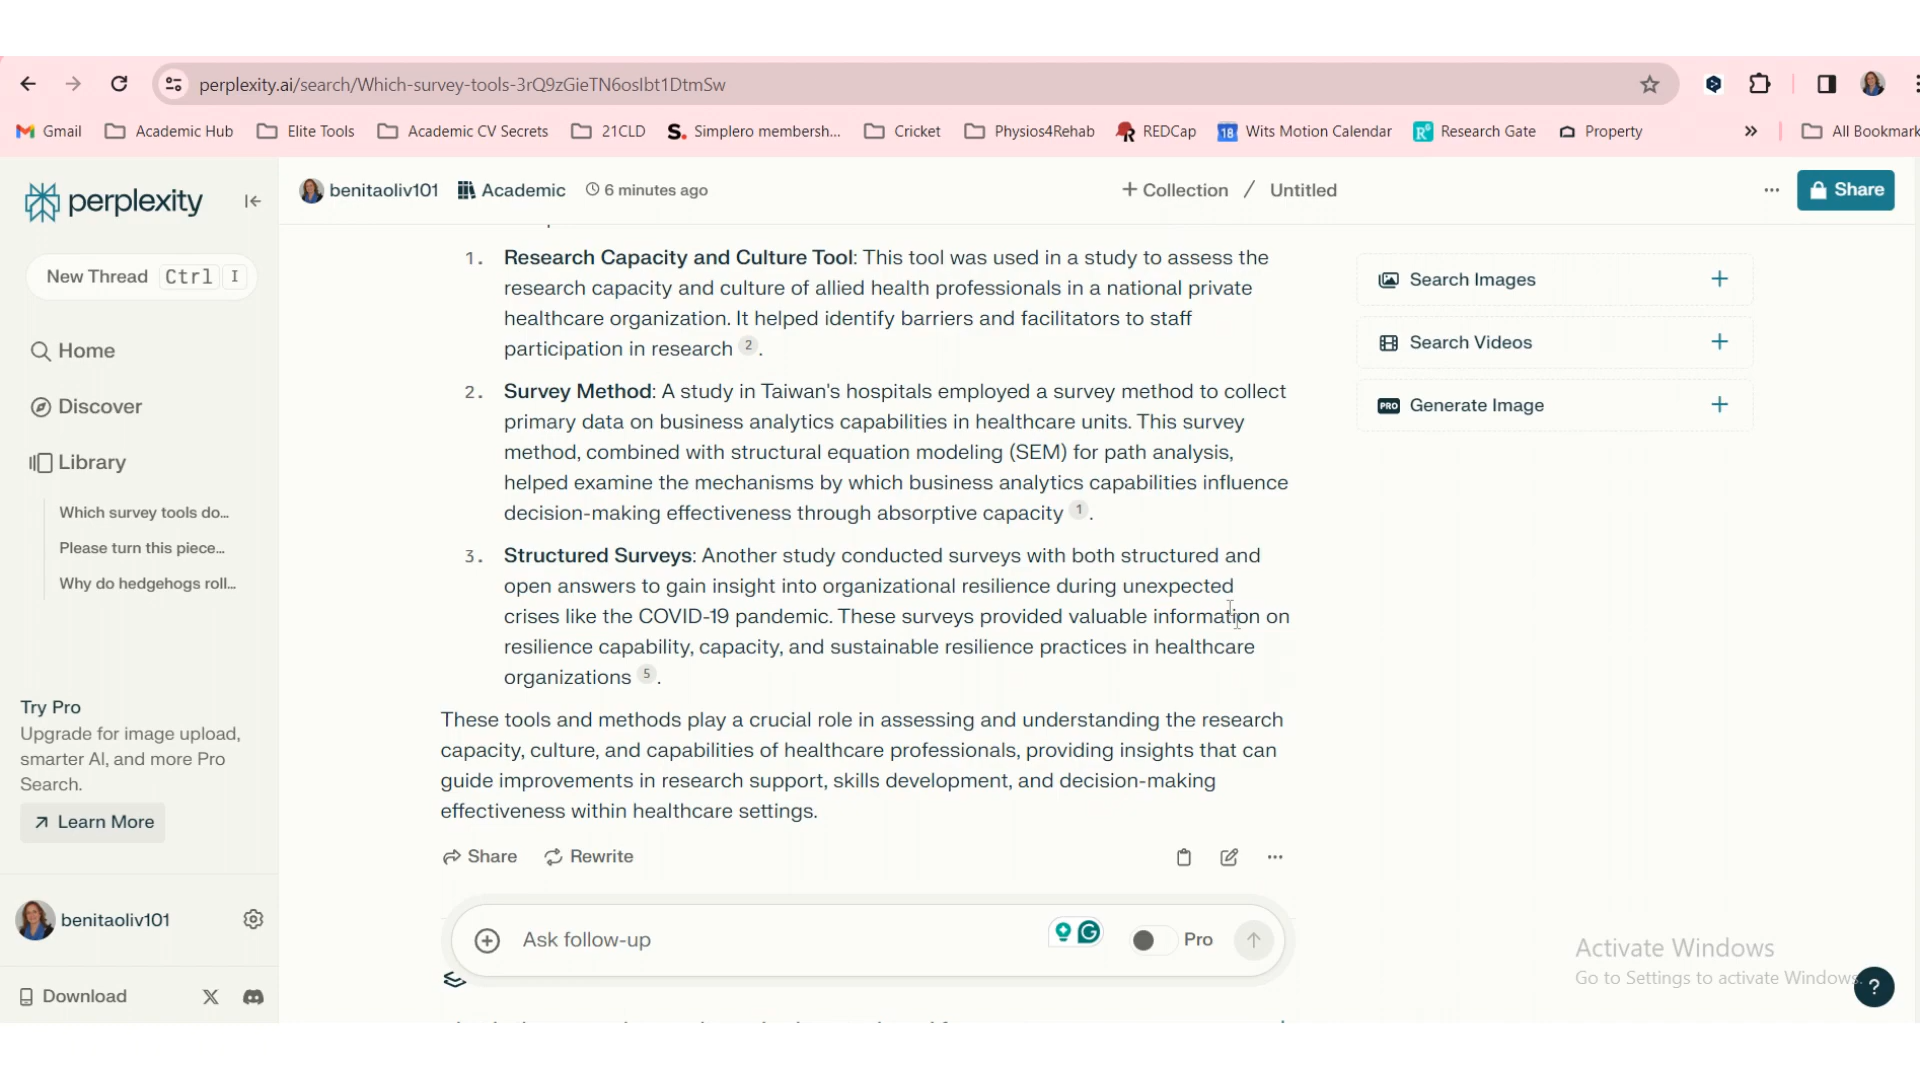 perplexity.ai/search/Which-survey-tools-3rQ9zGieTN6oslbt1DtmSw
Gmail
Academic Hub
Elite Tools
Academic CV Secrets
21CLD
S. Simplero membersh...
Cricket
Physios4Rehab
REDCap
18 Wits Motion Calendar
Research Gate
Property
All Bookmark
perplexity
New Thread Ctrl I
Home
Discover
Library
Which survey tools do...
Please turn this piece...
Why do hedgehogs roll...
Try Pro
Upgrade for image upload,
smarter AI, and more Pro
Search.
Learn More
benitaoliv101
Download
benitaoliv101 Academic 6 minutes ago
+ Collection / Untitled
Share
1. Research Capacity and Culture Tool: This tool was used in a study to assess the
research capacity and culture of allied health professionals in a national private
healthcare organization. It helped identify barriers and facilitators to staff
participation in research 2 .
2. Survey Method: A study in Taiwan's hospitals employed a survey method to collect
primary data on business analytics capabilities in healthcare units. This survey
method, combined with structural equation modeling (SEM) for path analysis,
helped examine the mechanisms by which business analytics capabilities influence
decision-making effectiveness through absorptive capacity 1 .
3. Structured Surveys: Another study conducted surveys with both structured and
open answers to gain insight into organizational resilience during unexpected
crises like the COVID-19 pandemic. These surveys provided valuable information on
resilience capability, capacity, and sustainable resilience practices in healthcare
organizations 5 .
These tools and methods play a crucial role in assessing and understanding the research
capacity, culture, and capabilities of healthcare professionals, providing insights that can
guide improvements in research support, skills development, and decision-making
effectiveness within healthcare settings.
Share
Rewrite
Ask follow-up
Pro
Search Images
Search Videos
PRO Generate Image
Activate Windows
Go to Settings to activate Windows.
?